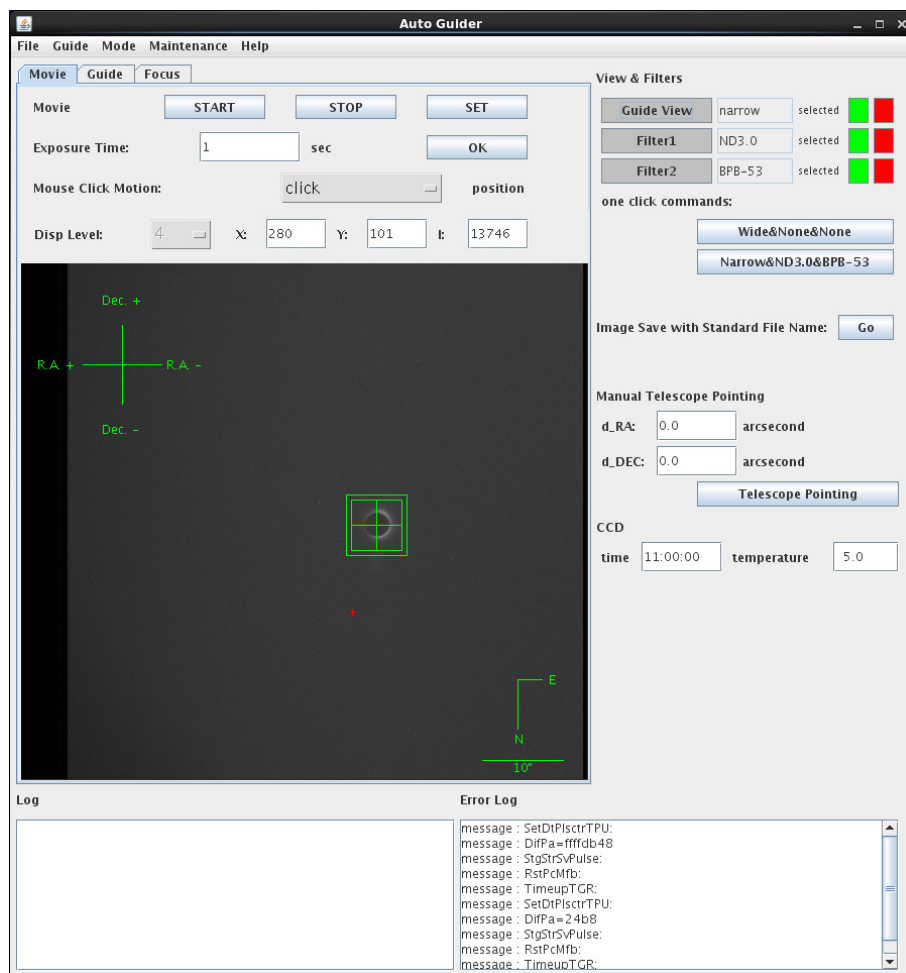 Auto Guider
File Guide Mode Maintenance Help
Movie Guide Focus
Movie START STOP SET
Exposure Time: 1 sec OK
Mouse Click Motion: click position
Disp Level: 4 X: 280 Y: 101 I: 13746
Dec. +
R.A. + R.A. -
Dec. -
E
N
10"
View & Filters
Guide View narrow selected
Filter1 ND3.0 selected
Filter2 BPB-53 selected
one click commands:
Wide&None&None
Narrow&ND3.0&BPB-53
Image Save with Standard File Name: Go
Manual Telescope Pointing
d_RA: 0.0 arcsecond
d_DEC: 0.0 arcsecond
Telescope Pointing
CCD
time 11:00:00 temperature 5.0
Log
Error Log
message : SetDtPlsctrTPU:
message : DifPa=ffffdb48
message : StgStrSvPulse:
message : RstPcMfb:
message : TimeupTGR:
message : SetDtPlsctrTPU:
message : DifPa=24b8
message : StgStrSvPulse:
message : RstPcMfb:
message : TimeupTGR: